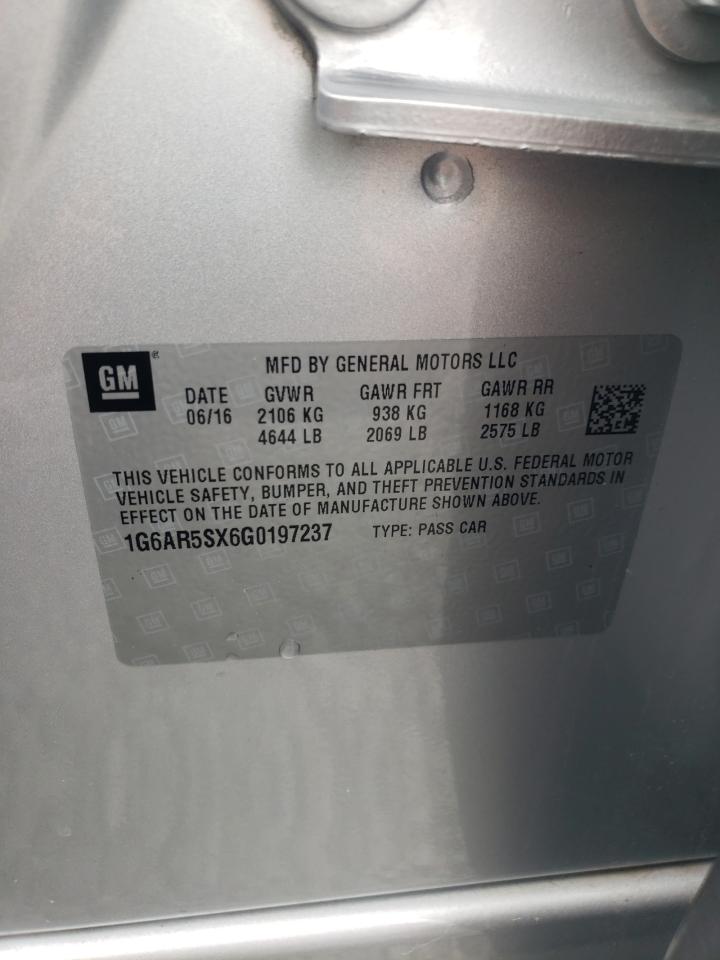 GM
MFD BY GENERAL MOTORS LLC
DATE GVWR GAWR FRT GAWR RR
06/16 2106 KG 938 KG 1168 KG
4644 LB 2069 LB 2575 LB
THIS VEHICLE CONFORMS TO ALL APPLICABLE U.S. FEDERAL MOTOR
VEHICLE SAFETY, BUMPER, AND THEFT PREVENTION STANDARDS IN
EFFECT ON THE DATE OF MANUFACTURE SHOWN ABOVE.
1G6AR5SX6G0197237 TYPE: PASS CAR